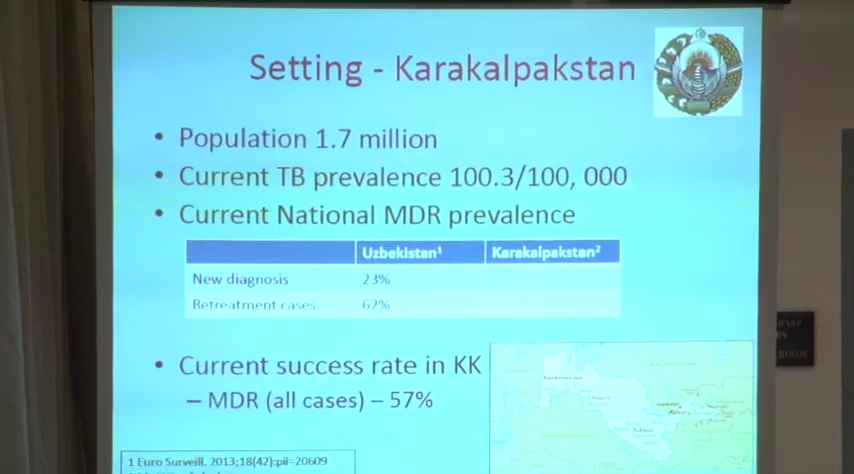 Setting - Karakalpakstan
• Population 1.7 million
• Current TB prevalence 100.3/100, 000
• Current National MDR prevalence
Uzbekistan¹ Karakalpakstan²
New diagnosis 23%
Retreatment cases 62%
• Current success rate in KK
– MDR (all cases) – 57%
1 Euro Surveill. 2013;18(42):pii=20609
ROOM